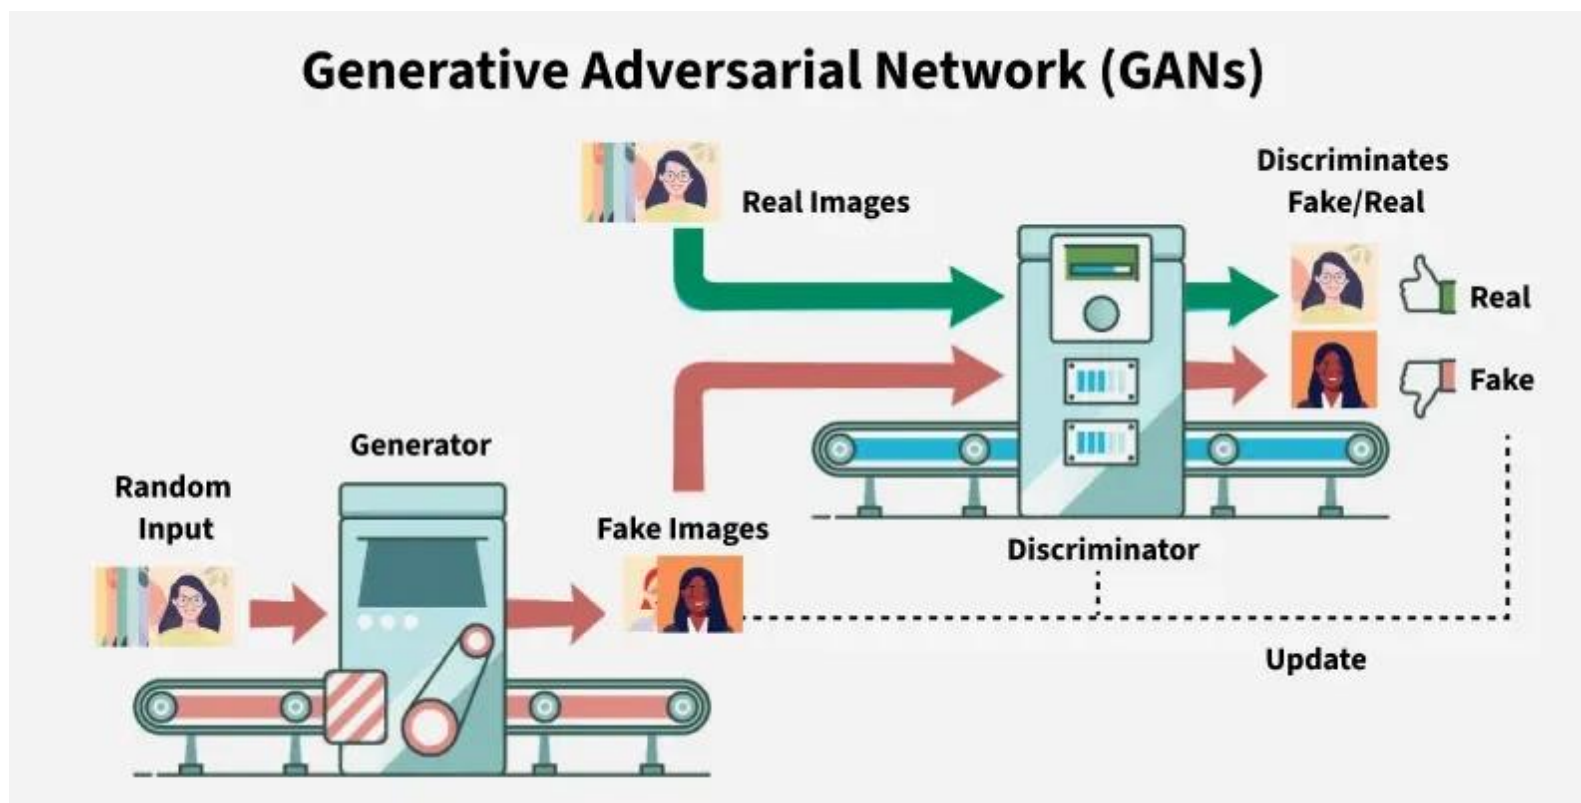 Generative Adversarial Network (GANs)
Real Images
Discriminates
Fake/Real
Real
Fake
Generator
Random
Input
Fake Images
Discriminator
Update